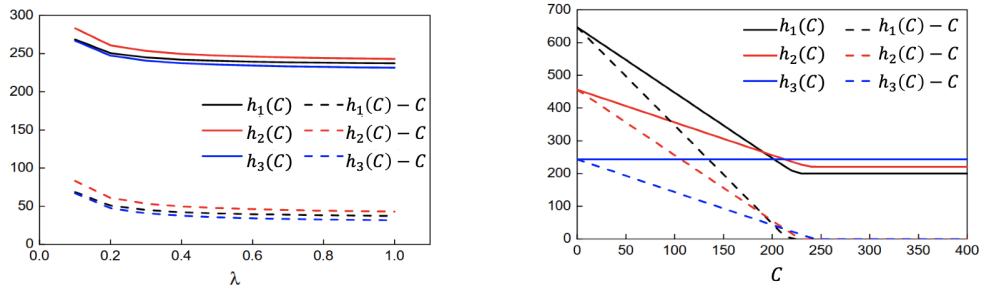 300
250
200
150
100
50
0
h₁(C) h₁(C) − C
h₂(C) h₂(C) − C
h₃(C) h₃(C) − C
0.0 0.2 0.4 0.6 0.8 1.0
λ
700
600
500
400
300
200
100
0
h₁(C) h₁(C) − C
h₂(C) h₂(C) − C
h₃(C) h₃(C) − C
0 50 100 150 200 250 300 350 400
C